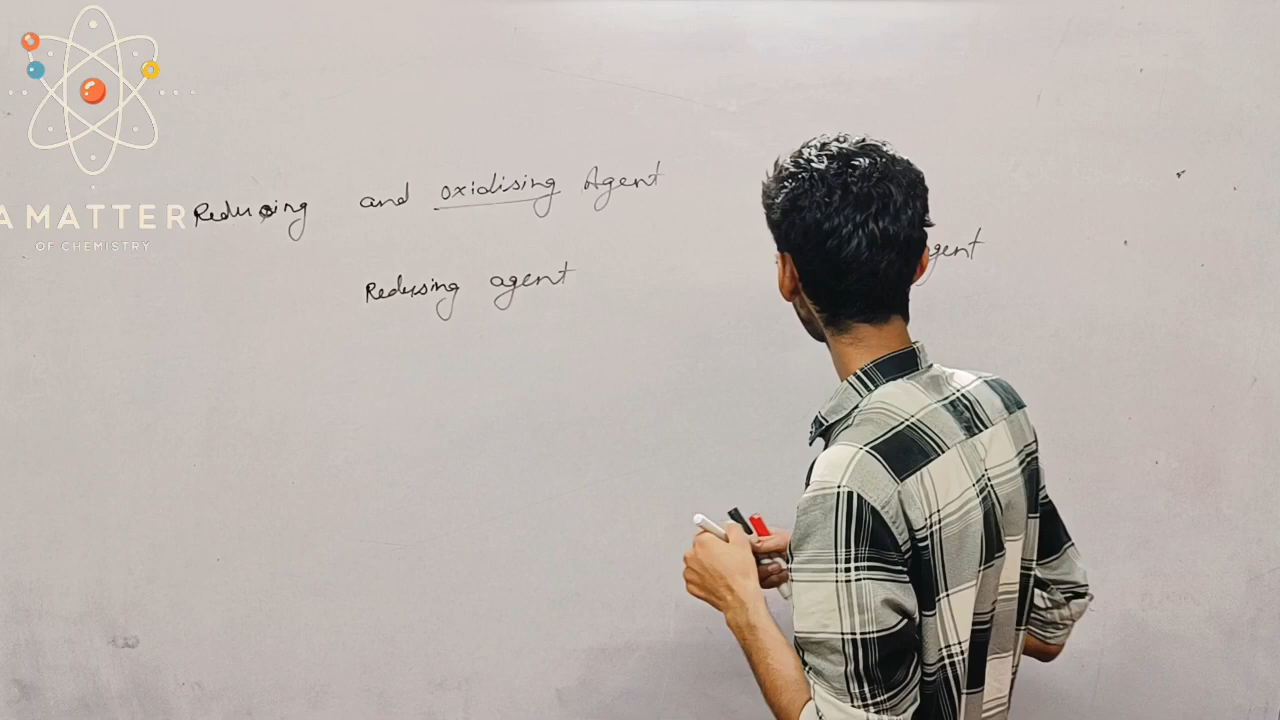 A MATTER
OF CHEMISTRY
Reducing and oxidising Agent
Reducing agent
gent